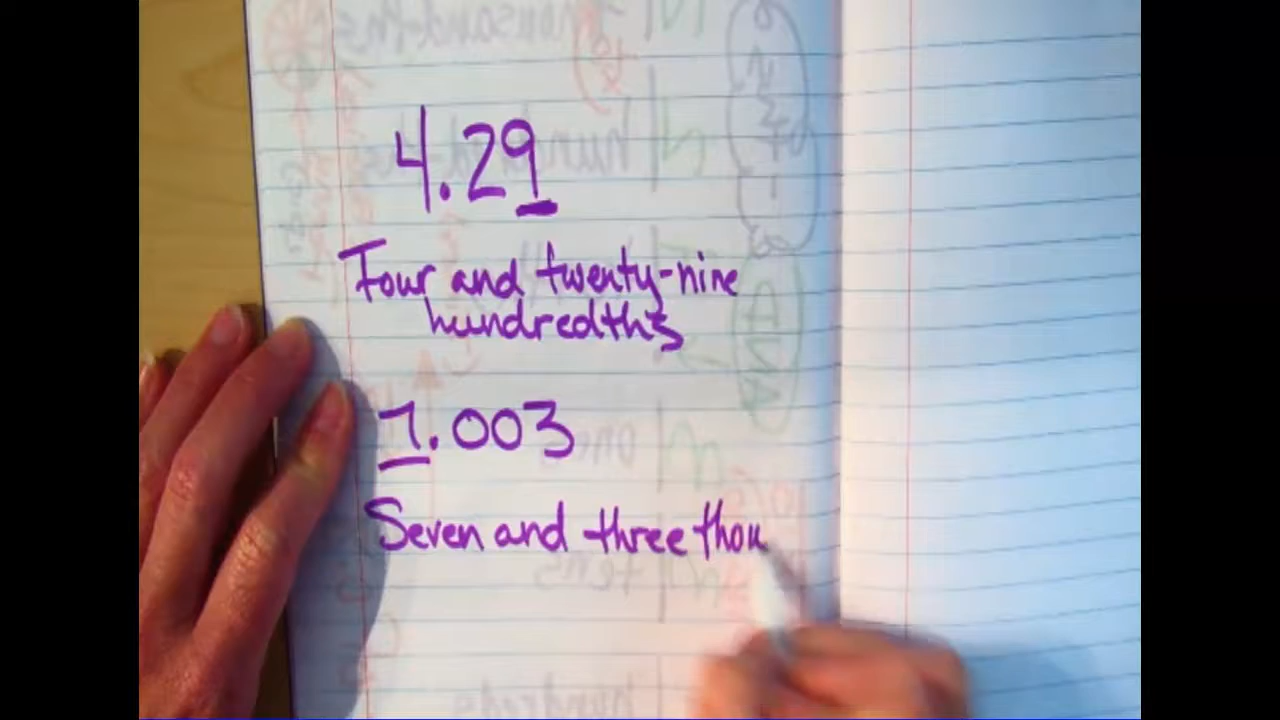 4.29
Four and twenty-nine
hundredths
7.003
Seven and three thou